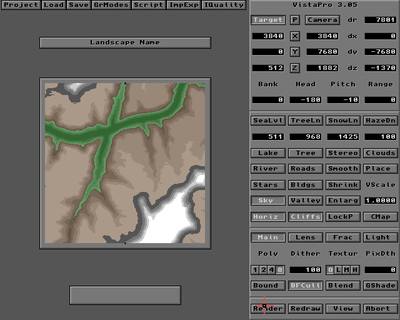 Project Load Save GrModes Script ImpExp IQuality
VistaPro 3.05
Landscape Name
Target P Camera dr 7801
3840 X 3840 dx 0
0 Y 7680 dy -7680
512 Z 1882 dz -1370
Bank Head Pitch Range
0 -180 -10 0
SeaLvl TreeLn SnowLn HazeDn
511 968 1425 100
Lake Tree Stereo Clouds
River Roads Smooth Place
Stars Bldgs Shrink VScale
Sky Valley Enlarg 1.0000
Horiz Cliffs LockP CMap
Main Lens Frac Light
Poly Dither Textur PixDth
1 2 4 8 100 O L M H 0
Bound BFCull Blend GShade
Render Redraw View Abort